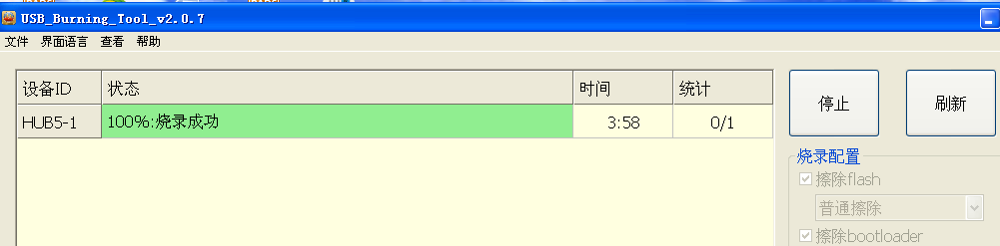 USB_Burning_Tool_v2.0.7
文件 界面语言 查看 帮助
设备ID 状态 时间 统计
HUB5-1 100%:烧录成功 3:58 0/1
停止 刷新
烧录配置
擦除flash
普通擦除
擦除bootloader